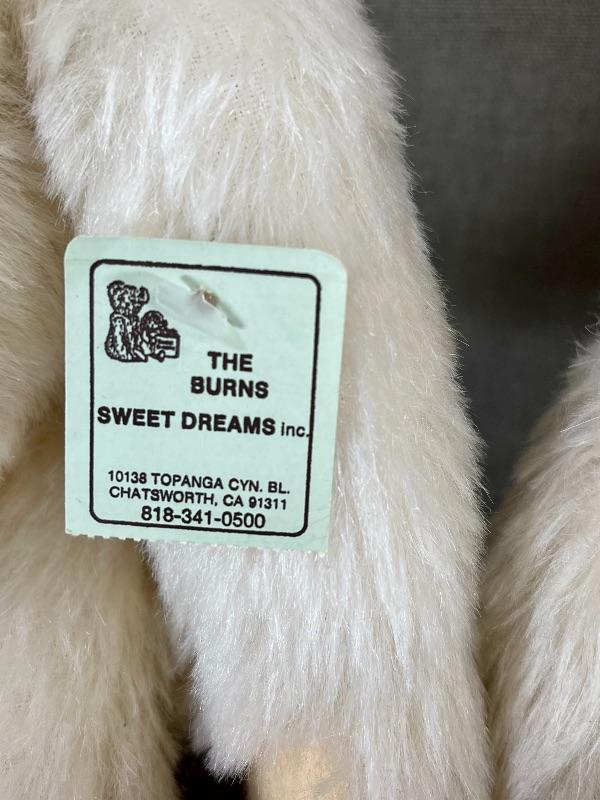 THE
BURNS
SWEET DREAMS inc.
10138 TOPANGA CYN. BL.
CHATSWORTH, CA 91311
818-341-0500